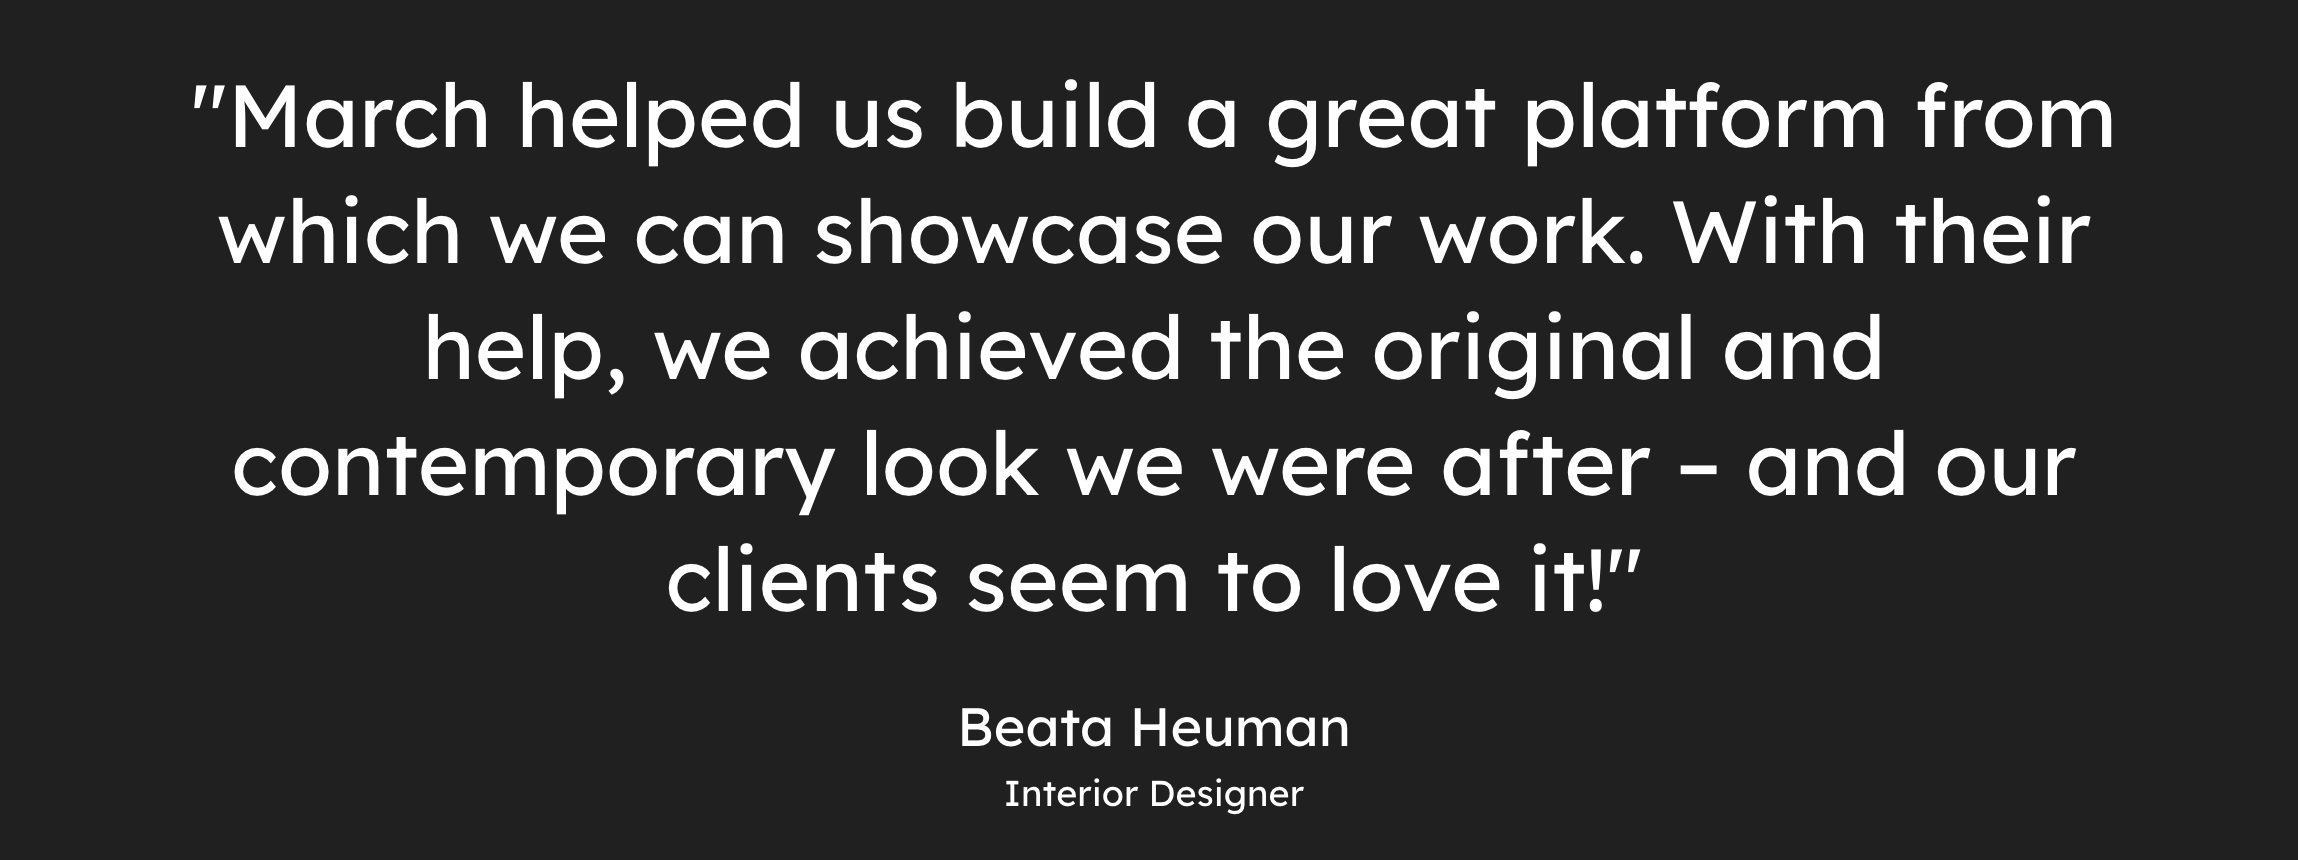 "March helped us build a great platform from
which we can showcase our work. With their
help, we achieved the original and
contemporary look we were after – and our
clients seem to love it!"
Beata Heuman
Interior Designer